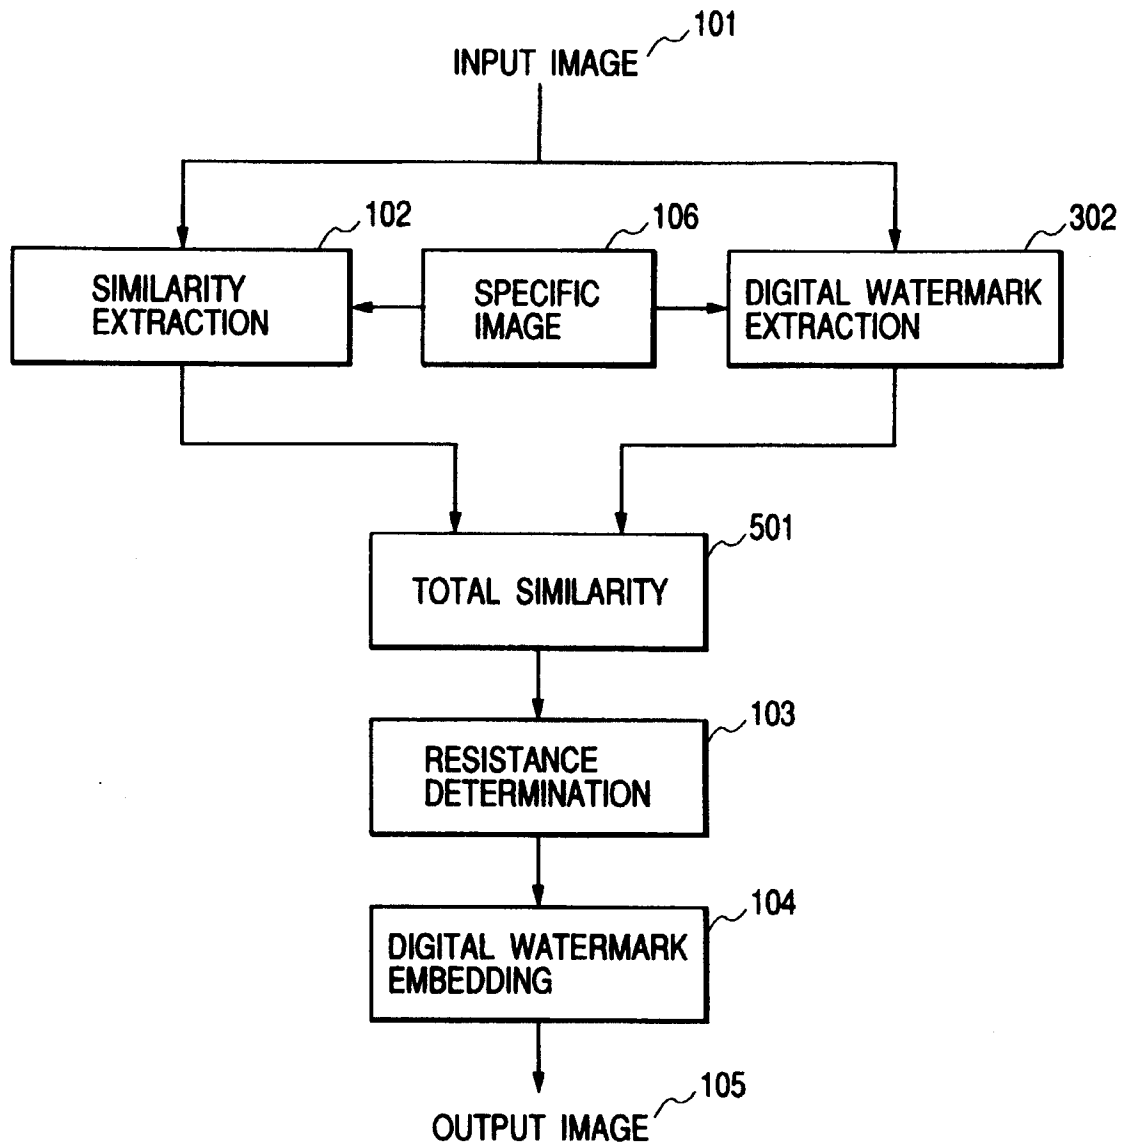 101
INPUT IMAGE
102
106
302
SIMILARITY
EXTRACTION
SPECIFIC
IMAGE
DIGITAL WATERMARK
EXTRACTION
501
TOTAL SIMILARITY
103
RESISTANCE
DETERMINATION
104
DIGITAL WATERMARK
EMBEDDING
105
OUTPUT IMAGE